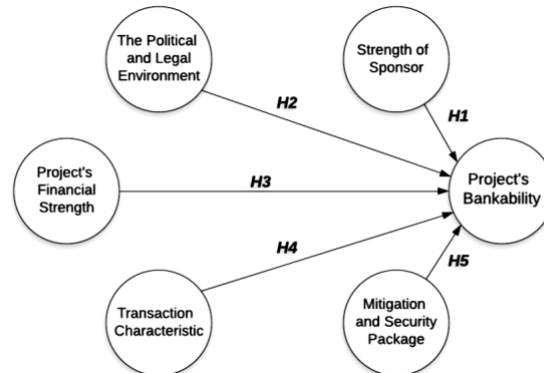 The Political
and Legal
Environment
Strength of
Sponsor
H2
H1
Project's
Financial
Strength
H3
Project's
Bankability
H4
H5
Transaction
Characteristic
Mitigation
and Security
Package